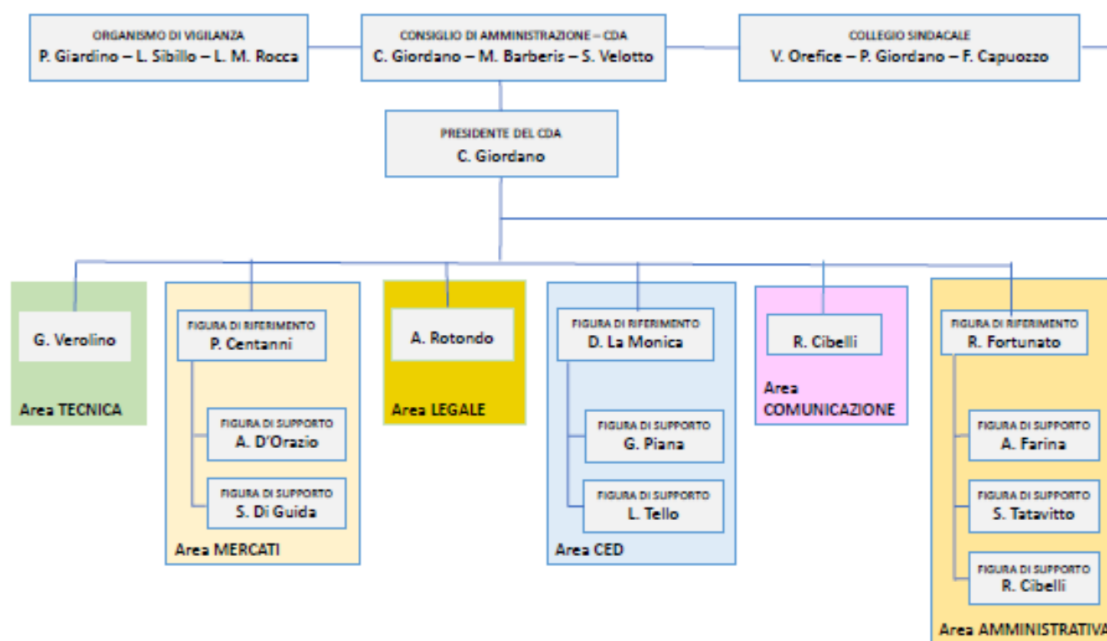 ORGANISMO DI VIGILANZA
P. Giardino – L. Sibillo – L. M. Rocca
CONSIGLIO DI AMMINISTRAZIONE – CDA
C. Giordano – M. Barberis – S. Velotto
COLLEGIO SINDACALE
V. Orefice – P. Giordano – F. Capuozzo
PRESIDENTE DEL CDA
C. Giordano
G. Verolino
Area TECNICA
FIGURA DI RIFERIMENTO
P. Centanni
FIGURA DI SUPPORTO
A. D'Orazio
FIGURA DI SUPPORTO
S. Di Guida
Area MERCATI
A. Rotondo
Area LEGALE
FIGURA DI RIFERIMENTO
D. La Monica
FIGURA DI SUPPORTO
G. Piana
FIGURA DI SUPPORTO
L. Tello
Area CED
R. Cibelli
Area
COMUNICAZIONE
FIGURA DI RIFERIMENTO
R. Fortunato
FIGURA DI SUPPORTO
A. Farina
FIGURA DI SUPPORTO
S. Tatavitto
FIGURA DI SUPPORTO
R. Cibelli
Area AMMINISTRATIVA